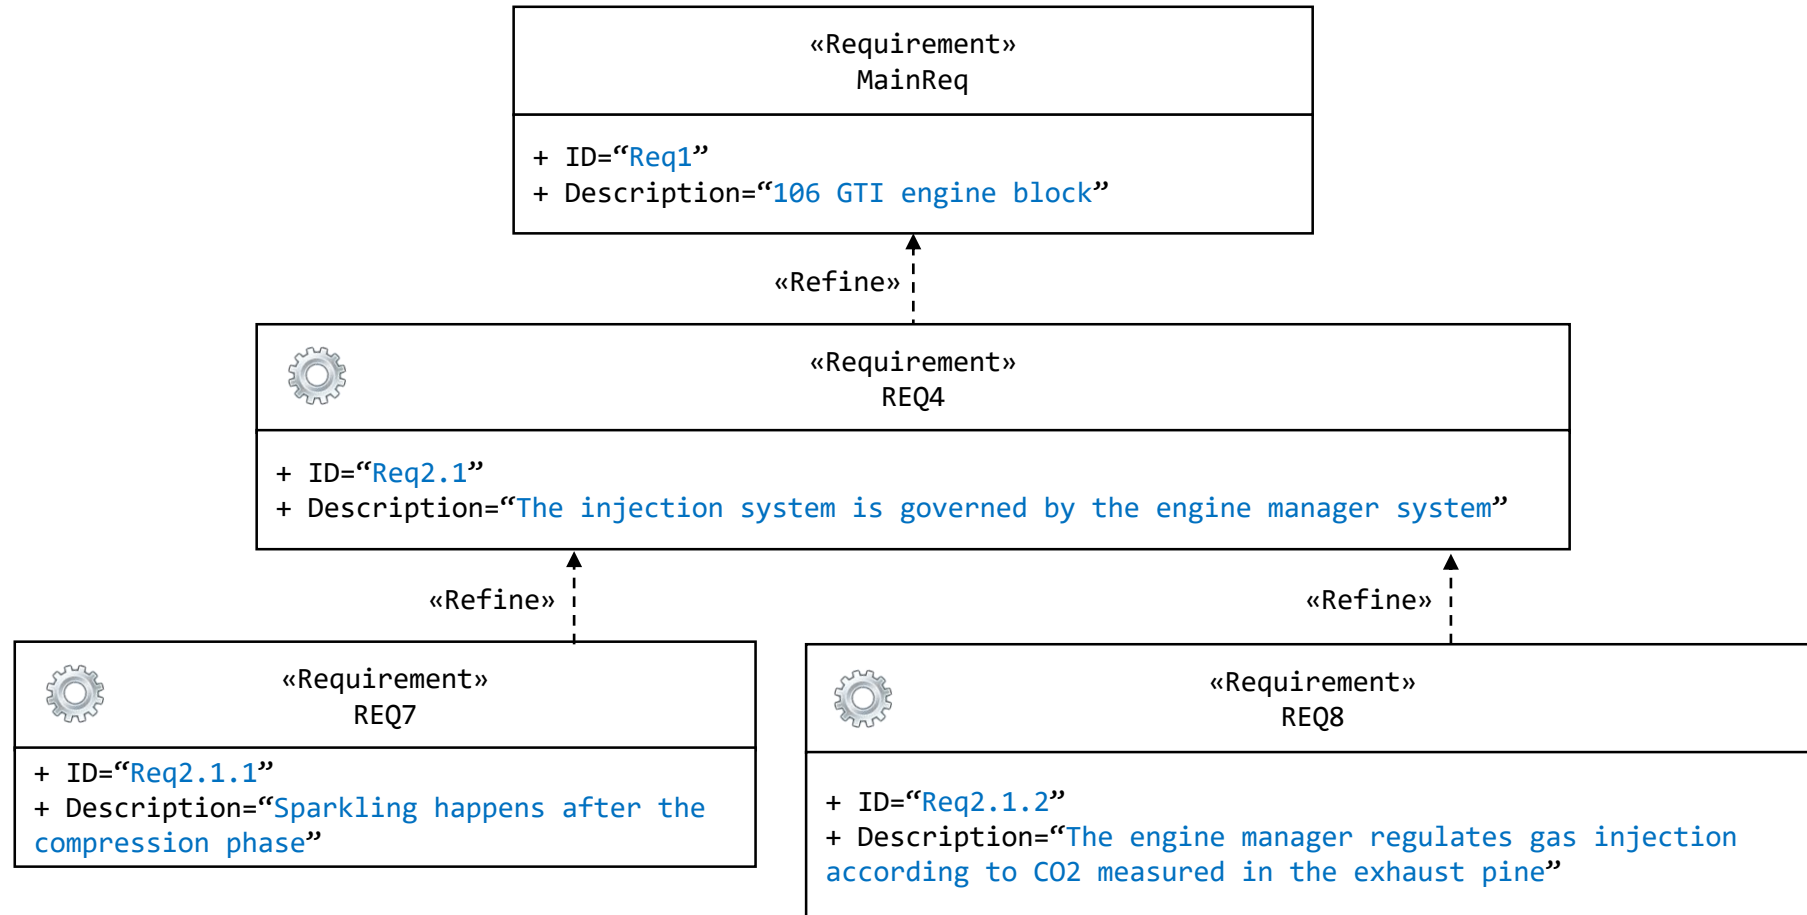 «Requirement»
MainReq
+ ID=“Req1”
+ Description=“106 GTI engine block”
«Refine»
«Requirement»
REQ4
+ ID=“Req2.1”
+ Description=“The injection system is governed by the engine manager system”
«Refine»
«Refine»
«Requirement»
REQ7
+ ID=“Req2.1.1”
+ Description=“Sparkling happens after the
compression phase”
«Requirement»
REQ8
+ ID=“Req2.1.2”
+ Description=“The engine manager regulates gas injection
according to CO2 measured in the exhaust pine”